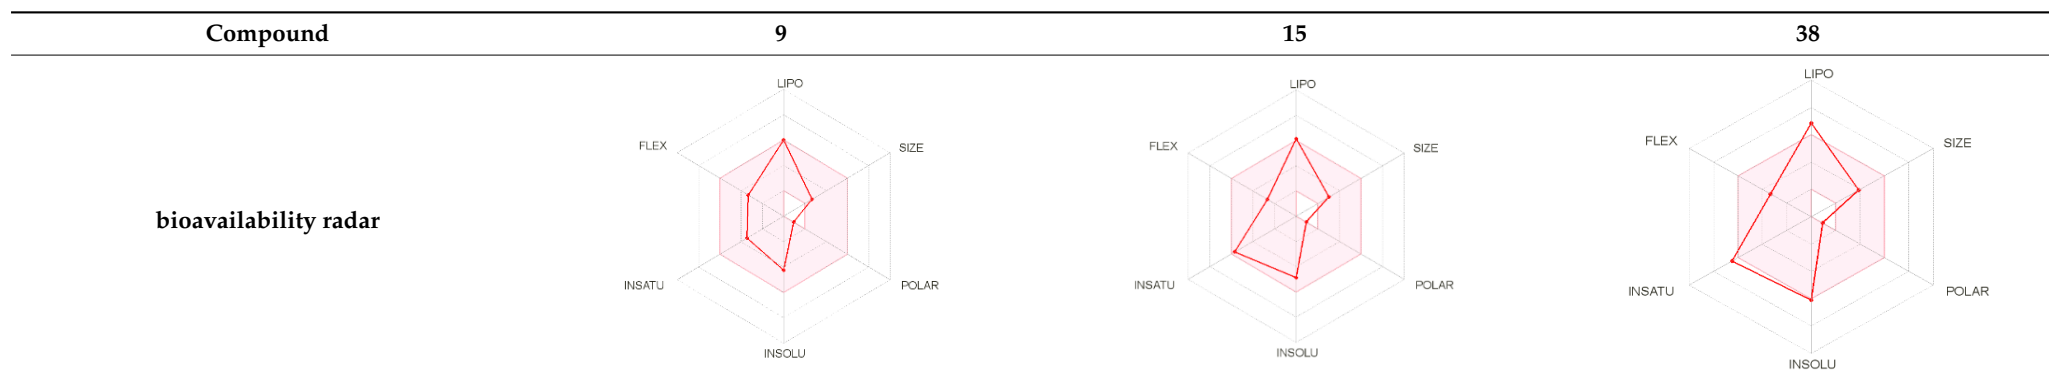 Compound 9 15 38
bioavailability radar
LIPO
FLEX SIZE
INSATU POLAR
INSOLU
LIPO
FLEX SIZE
INSATU POLAR
INSOLU
LIPO
FLEX SIZE
INSATU POLAR
INSOLU